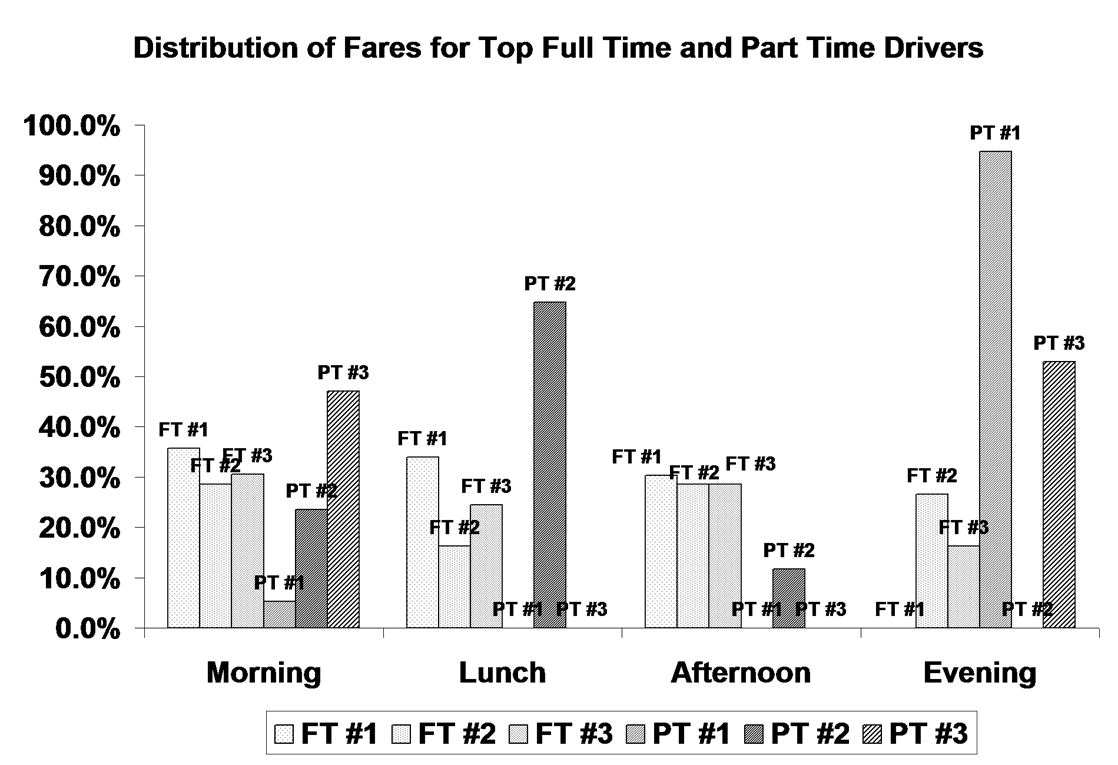 Distribution of Fares for Top Full Time and Part Time Drivers
100.0%
90.0%
80.0%
70.0%
60.0%
50.0%
40.0%
30.0%
20.0%
10.0%
0.0%
FT #1
FT #2
FT #3
PT #1
PT #2
PT #3
FT #1
FT #2
FT #3
PT #1
PT #2
PT #3
FT #1
FT #2
FT #3
PT #1
PT #2
PT #3
FT #1
FT #2
FT #3
PT #1
PT #2
PT #3
Morning Lunch Afternoon Evening
FT #1 FT #2 FT #3 PT #1 PT #2 PT #3